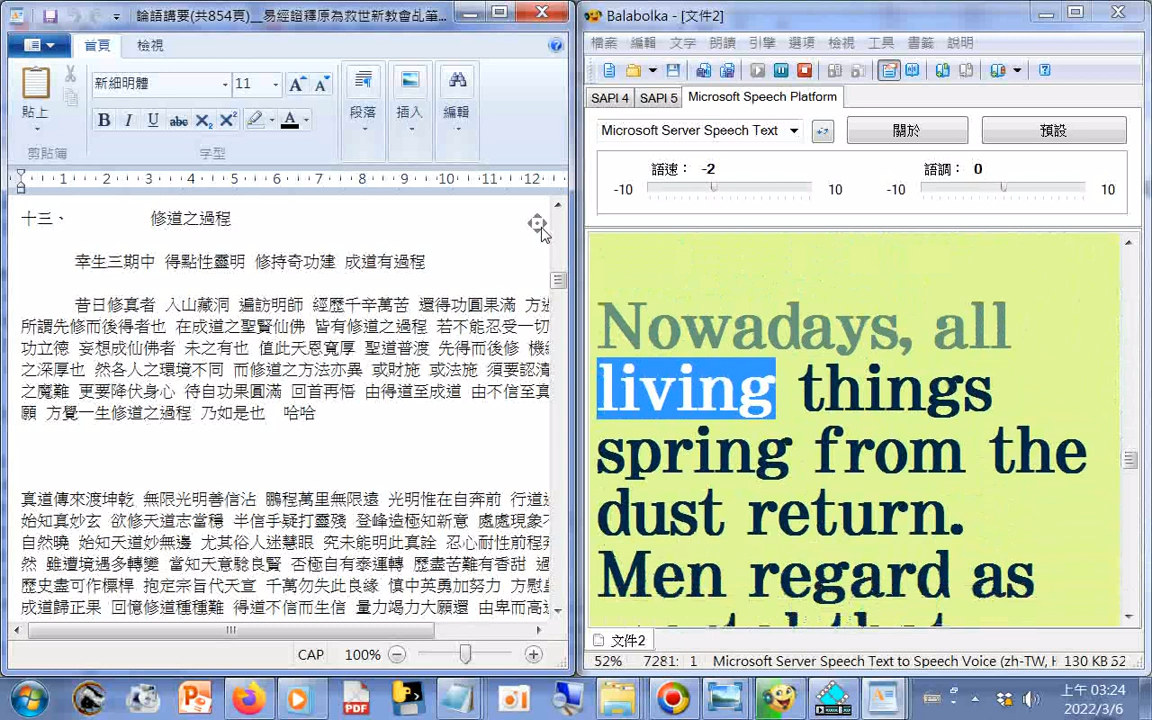 論語講要(共854頁)__易經證釋原為救世新教會乩筆...
首頁
檢視
貼上
剪貼簿
新細明體
11
B I U abc X₂ X²
字型
段落
插入
編輯
1 2 3 4 5 6 7 8 9 10 11 12
十三、 修道之過程
幸生三期中 得點性靈明 修持奇功建 成道有過程
昔日修真者 入山藏洞 遍訪明師 經歷千辛萬苦 還得功圓果滿 方
所謂先修而後得者也 在成道之聖賢仙佛 皆有修道之過程 若不能忍受一切
功立德 妄想成仙佛者 未之有也 值此天恩寬厚 聖道普渡 先得而後修 機
之深厚也 然各人之環境不同 而修道之方法亦異 或財施 或法施 須要認清
之魔難 更要降伏身心 待自功果圓滿 回首再悟 由得道至成道 由不信至真
願 方覺一生修道之過程 乃如是也 哈哈
真道傳來渡坤乾 無限光明善信沾 鵬程萬里無限遠 光明惟在自奔前 行道
始知真妙玄 欲修天道志當穩 半信乎疑打靈殘 登峰造極知新意 處處現象
自然曉 始知天道妙無邊 尤其俗人迷慧眼 究未能明此真詮 忍心耐性前程
然 雖遭境遇多轉變 當知天意騐良賢 否極自有泰運轉 歷盡苦難有香甜 過
歷史盡可作標桿 抱定宗旨代天宣 千萬勿失此良緣 慎中英勇加努力 方慰
成道歸正果 回憶修道種種難 得道不信而生信 量力竭力大願還 由卑而高
CAP 100%
Balabolka - [文件2]
檔案 編輯 文字 朗讀 引擎 選項 檢視 工具 書籤 說明
SAPI 4 SAPI 5 Microsoft Speech Platform
Microsoft Server Speech Text
關於
預設
語速： -2
語調： 0
-10 10 -10 10
Nowadays, all
living things
spring from the
dust return.
Men regard as
文件2
52% 7281: 1 Microsoft Server Speech Text to Speech Voice (zh-TW, H 130 KB 52
上午 03:24
2022/3/6